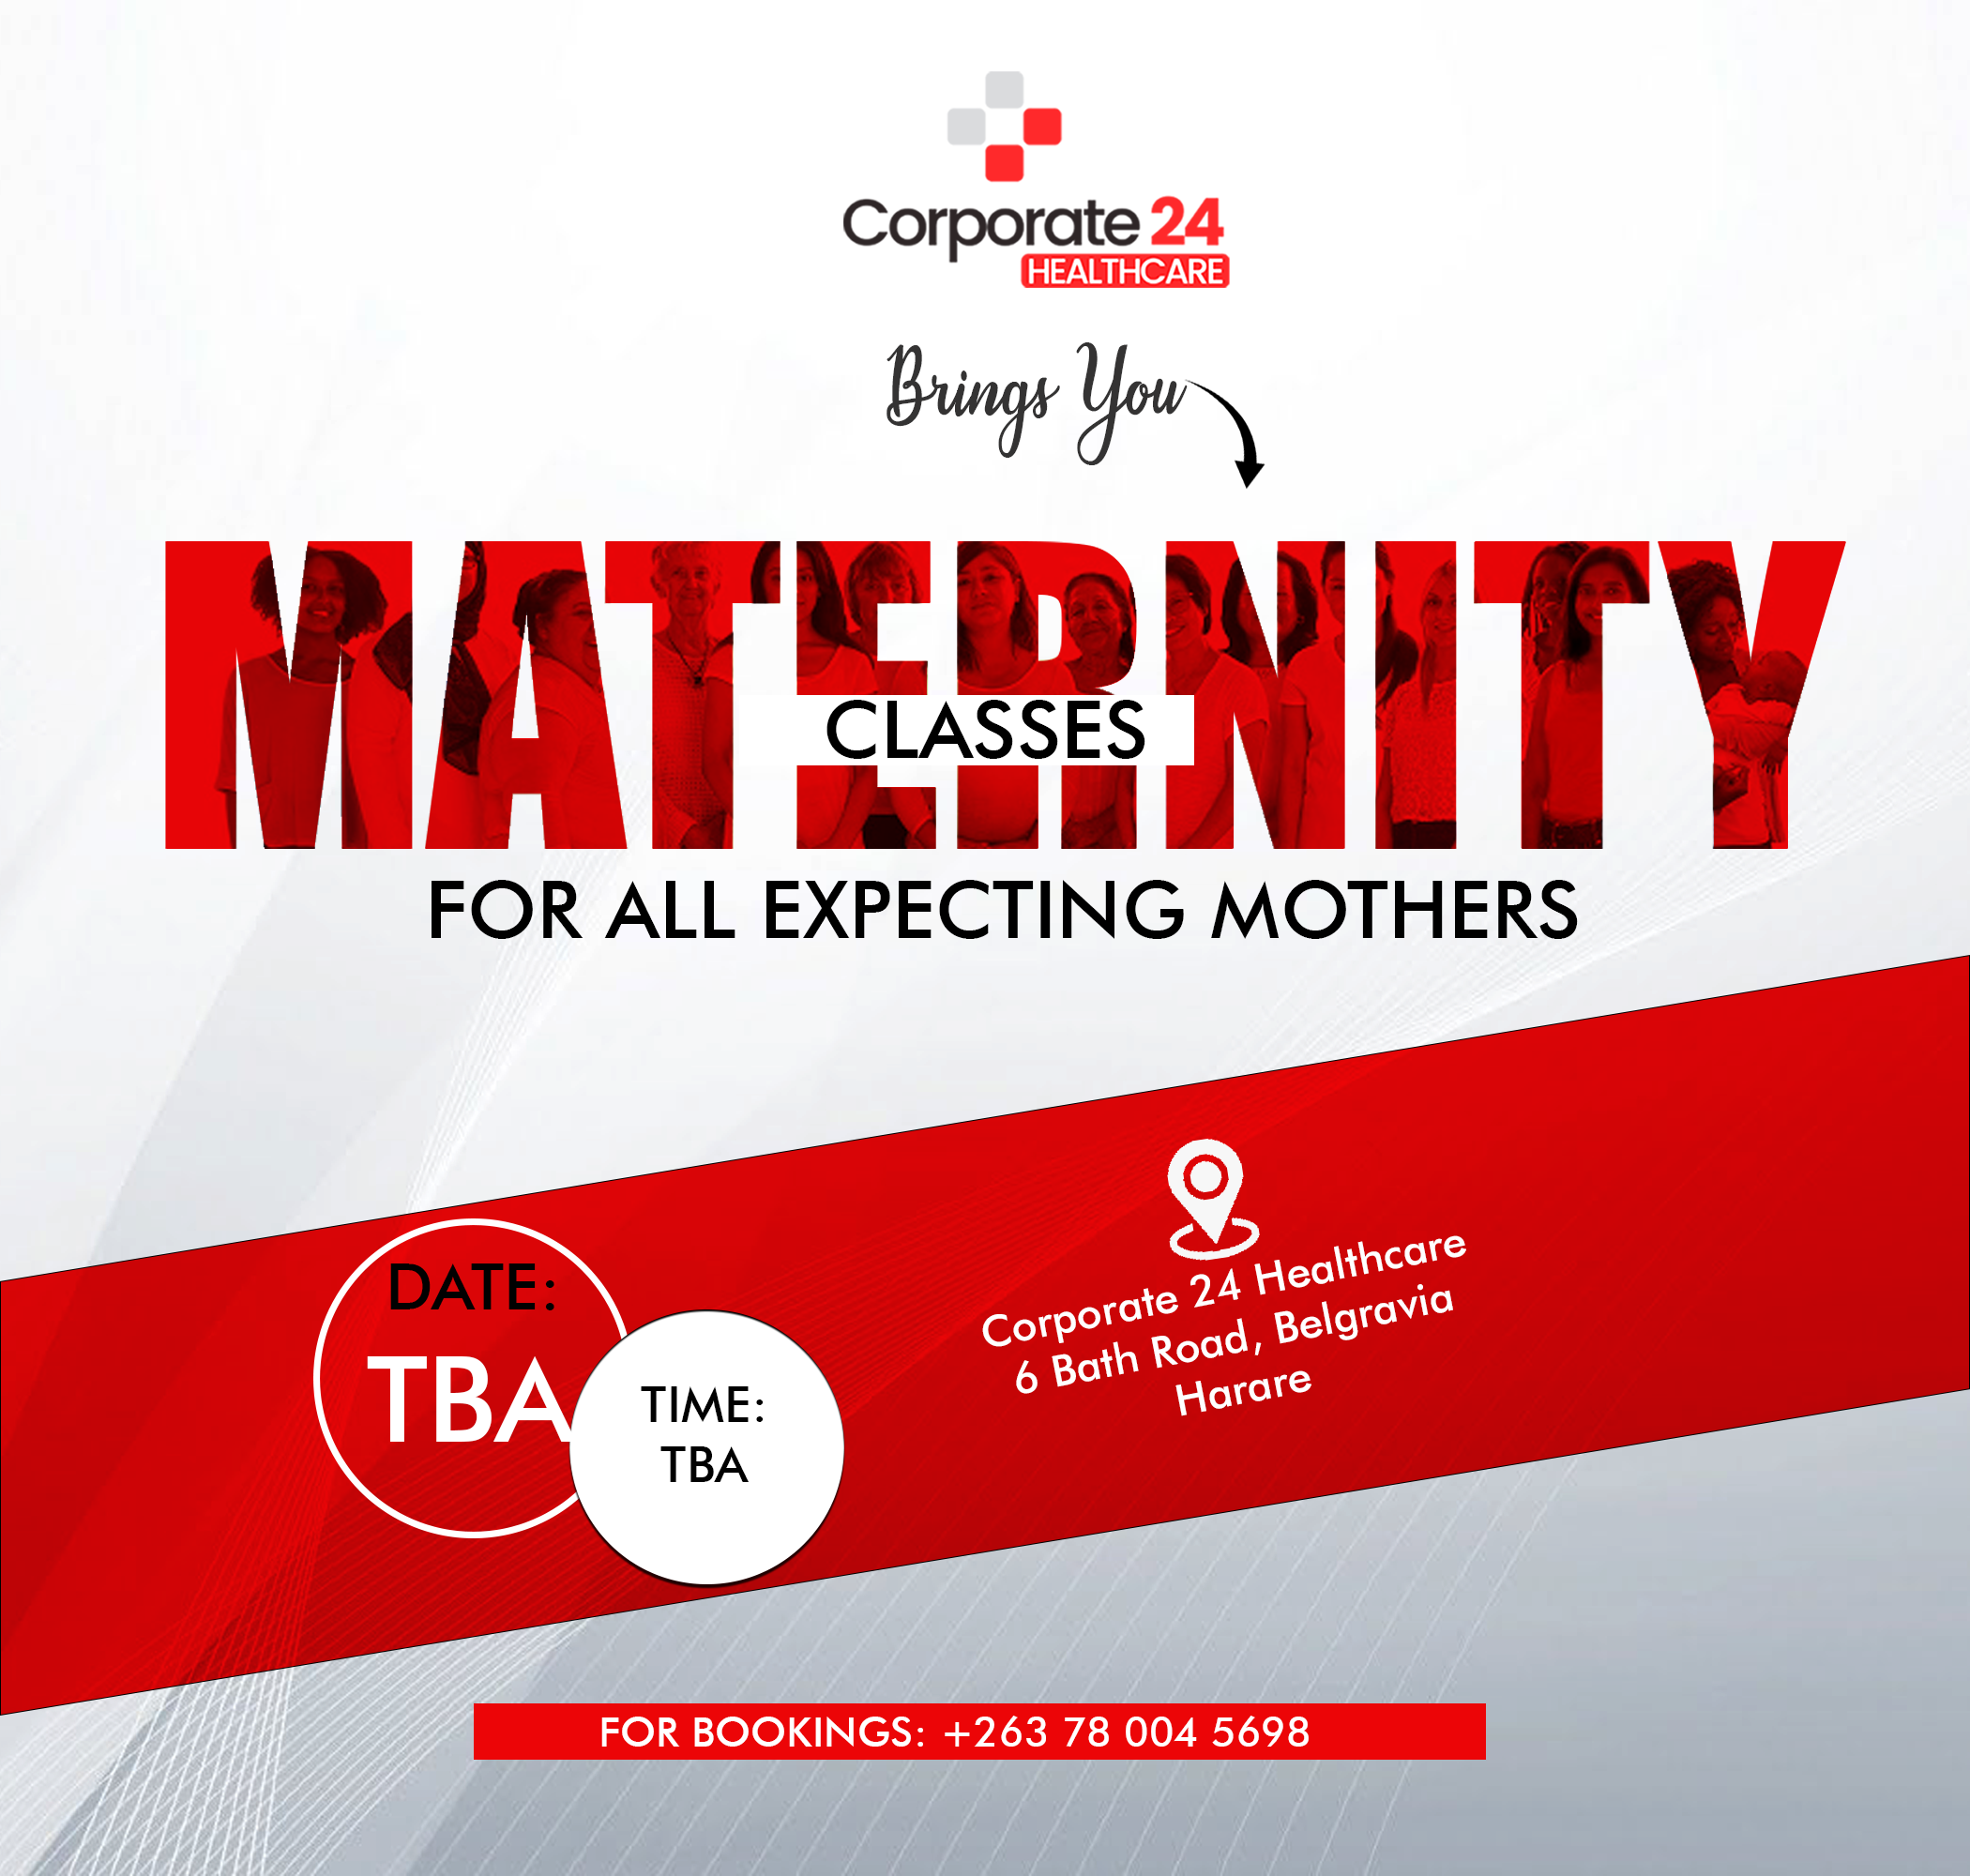 Corporate 24
HEALTHCARE
Brings You
MATERNITY
CLASSES
FOR ALL EXPECTING MOTHERS
DATE:
TBA
TIME:
TBA
Corporate 24 Healthcare
6 Bath Road, Belgravia
Harare
FOR BOOKINGS: +263 78 004 5698